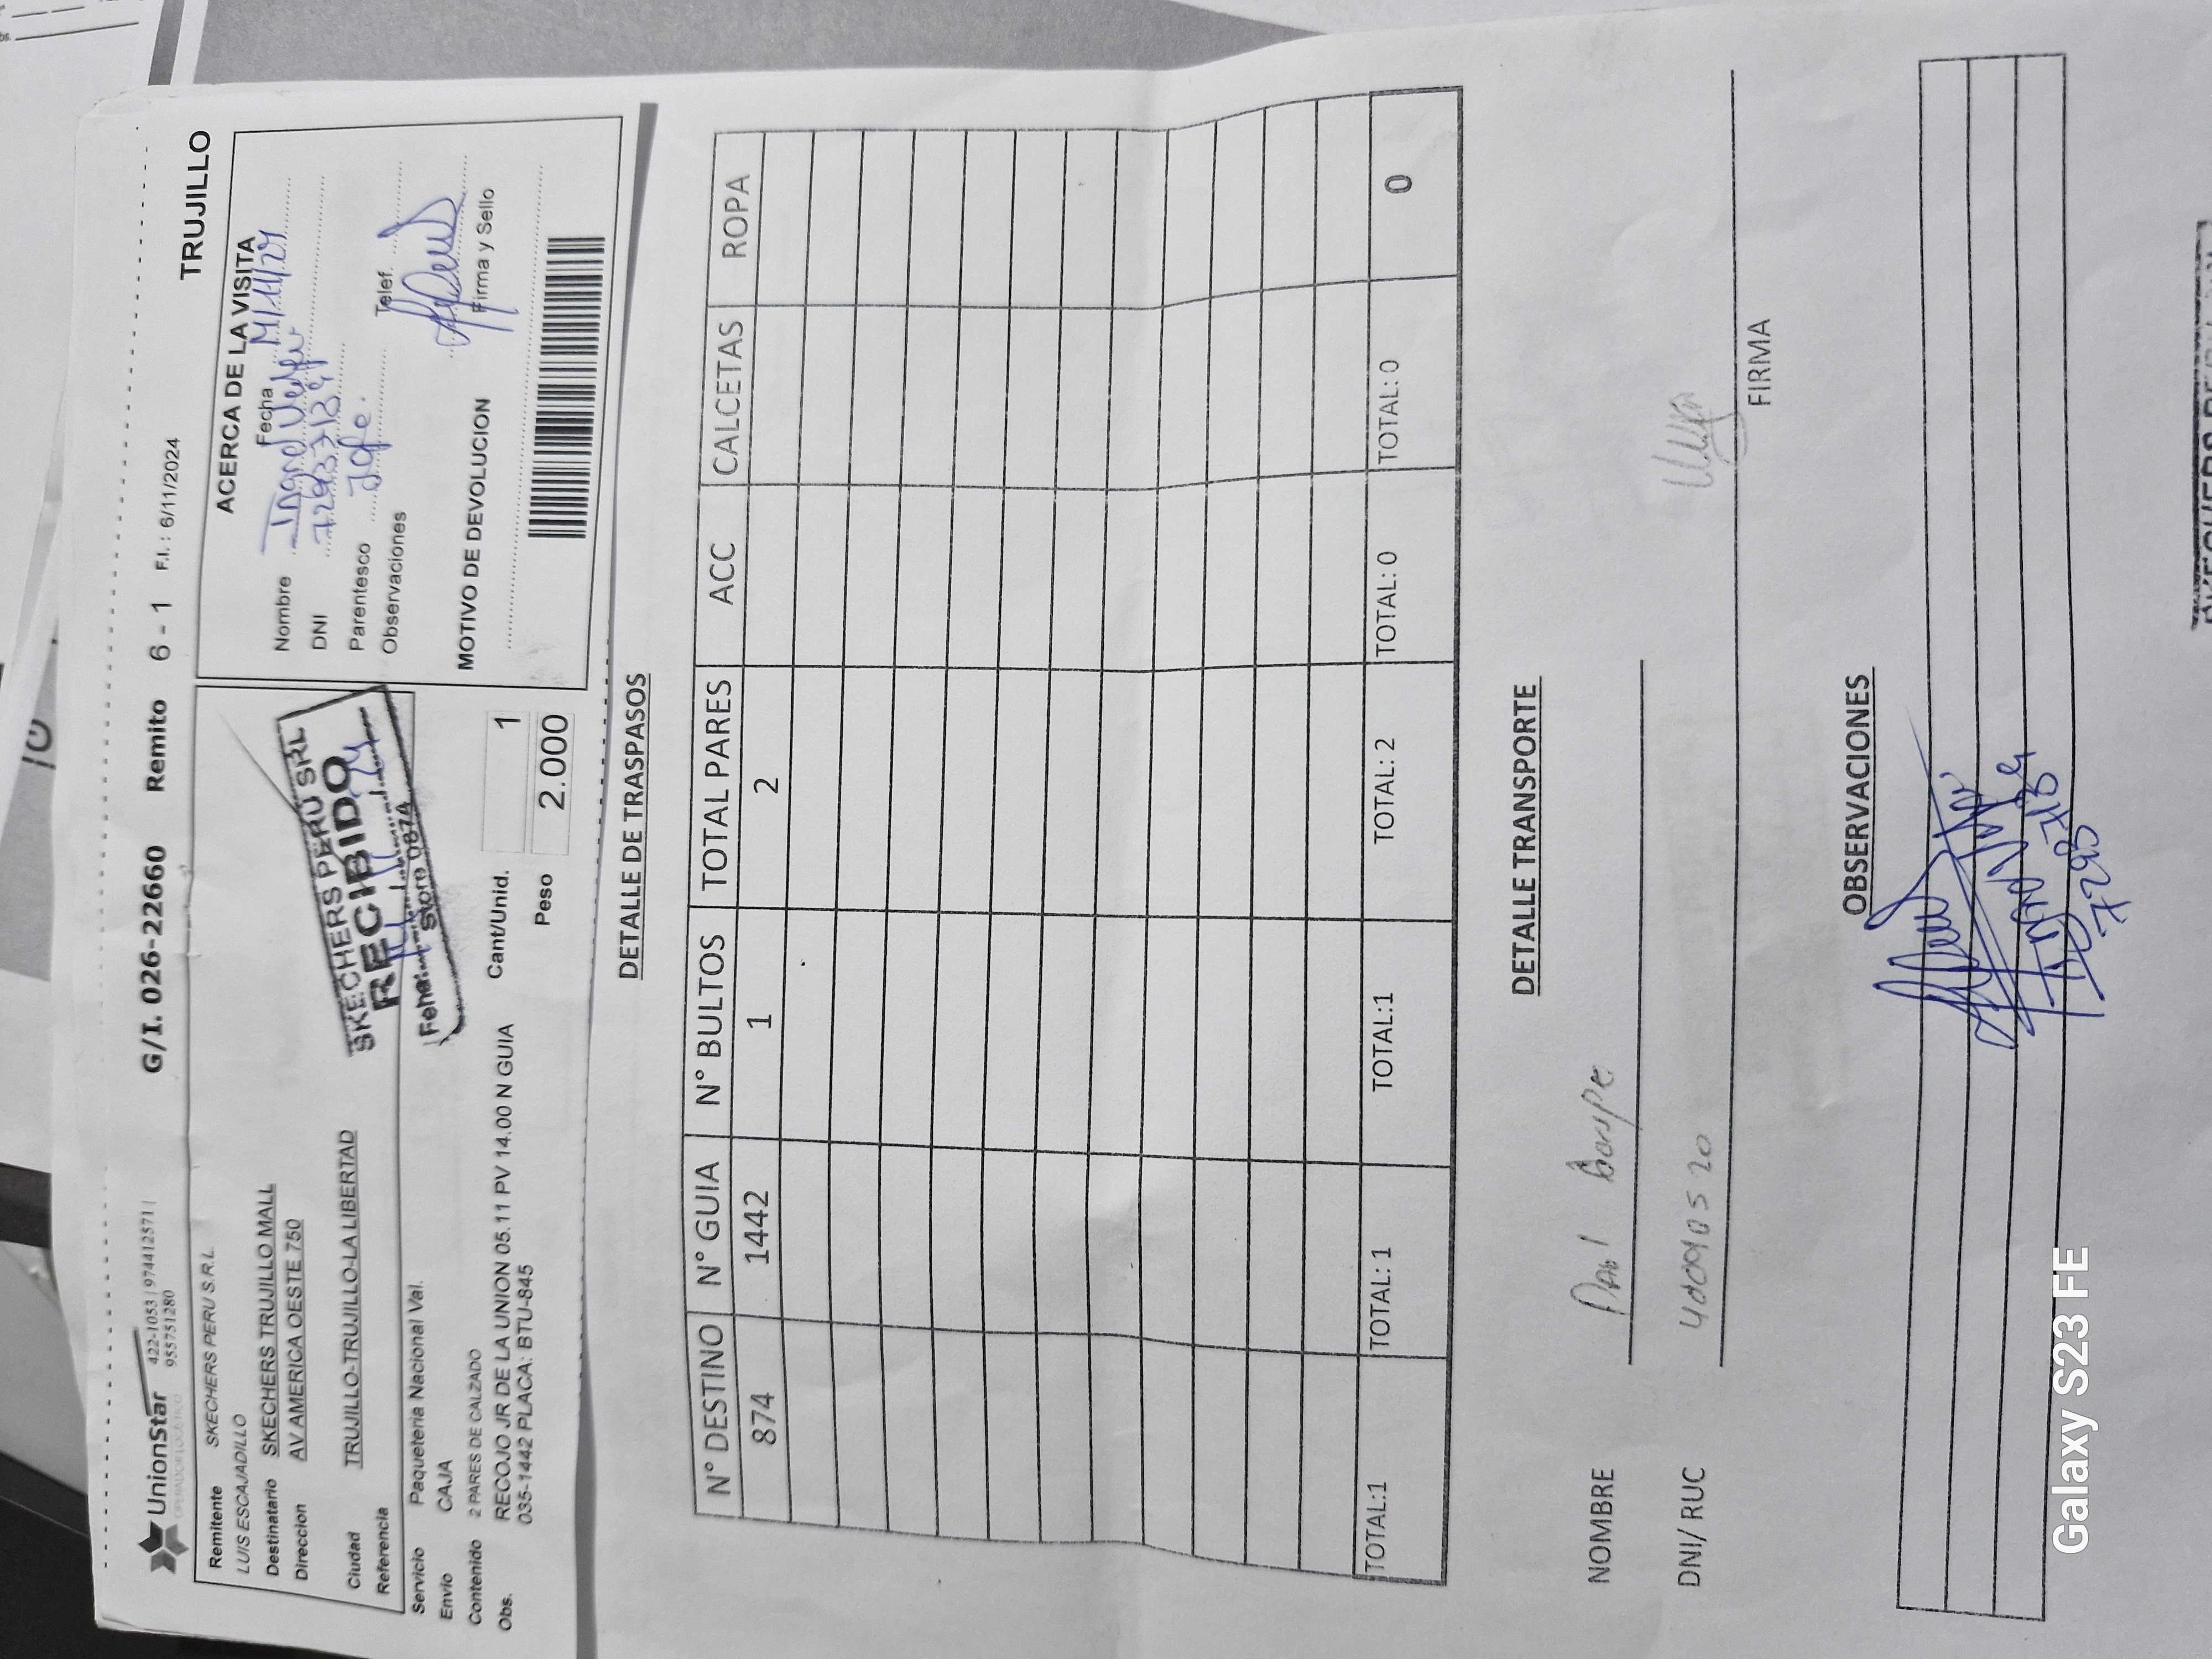 TRUJILLO
UnionStar 422-1053 | 974412571 |
955751280
OPERADOR LOGISTICO
G/I. 026-22660 Remito 6 - 1 F.I. : 6/11/2024
Remitente SKECHERS PERU S.R.L.
LUIS ESCAJADILLO
Destinatario SKECHERS TRUJILLO MALL
Direccion AV AMERICA OESTE 750
Ciudad TRUJILLO-TRUJILLO-LA LIBERTAD
Referencia
SKECHERS PERU SRL
RECIBIDO
Store 0874
Servicio Paqueteria Nacional Val.
Envio CAJA
Contenido 2 PARES DE CALZADO
Obs. RECOJO JR DE LA UNION 05.11 PV 14.00 N GUIA
035-1442 PLACA: BTU-845
Cant/Unid. 1
Peso 2.000
ACERCA DE LA VISITA
Fecha
Nombre
DNI
Parentesco Jefe.
Telef.
Observaciones
Firma y Sello
MOTIVO DE DEVOLUCION
DETALLE DE TRASPASOS
N° DESTINO N° GUIA N° BULTOS TOTAL PARES ACC CALCETAS ROPA
874 1442 1 2
TOTAL:1 TOTAL: 1 TOTAL:1 TOTAL: 2 TOTAL: 0 TOTAL: 0 0
DETALLE TRANSPORTE
NOMBRE
DNI/ RUC
FIRMA
OBSERVACIONES
Galaxy S23 FE